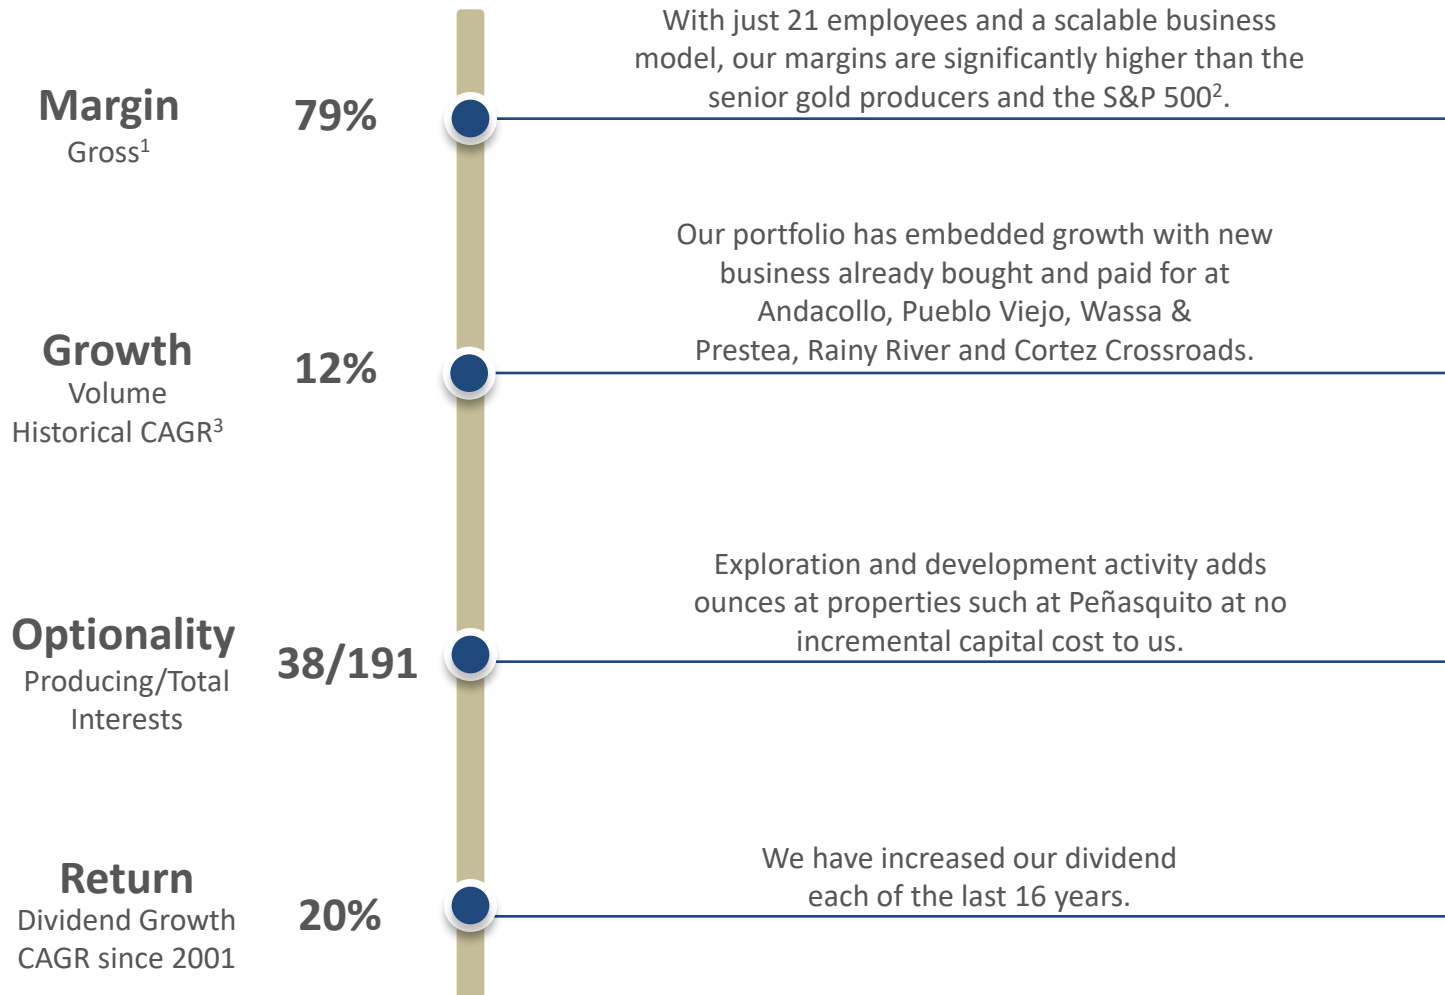 Margin
Gross¹
79%
With just 21 employees and a scalable business
model, our margins are significantly higher than the
senior gold producers and the S&P 500².
Growth
Volume
Historical CAGR³
12%
Our portfolio has embedded growth with new
business already bought and paid for at
Andacollo, Pueblo Viejo, Wassa &
Prestea, Rainy River and Cortez Crossroads.
Optionality
Producing/Total
Interests
38/191
Exploration and development activity adds
ounces at properties such at Peñasquito at no
incremental capital cost to us.
Return
Dividend Growth
CAGR since 2001
20%
We have increased our dividend
each of the last 16 years.